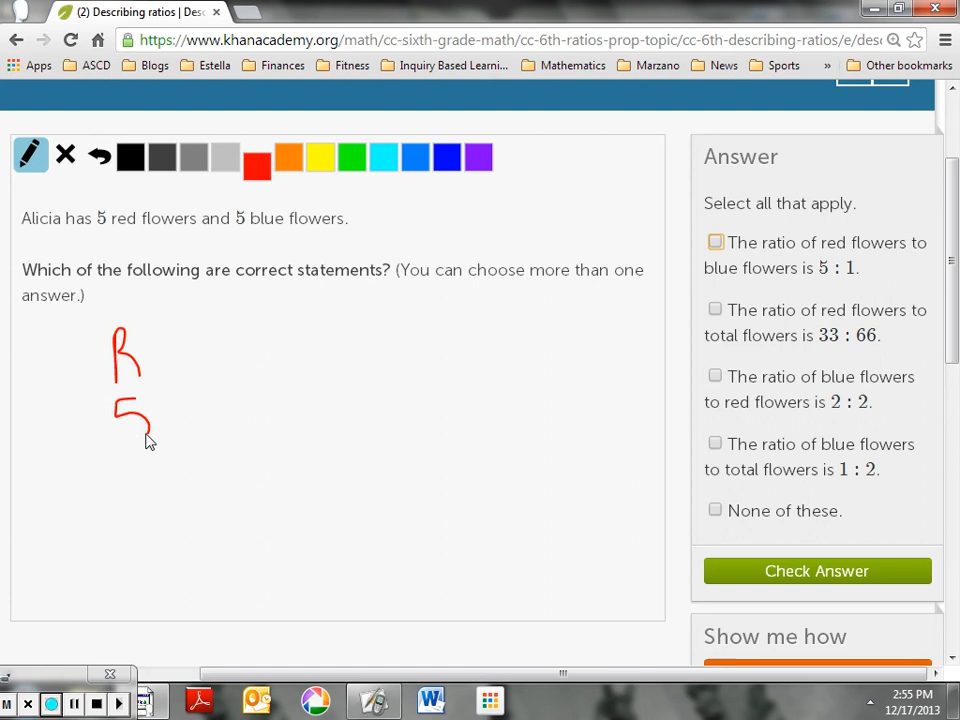 (2) Describing ratios | Desc
https://www.khanacademy.org/math/cc-sixth-grade-math/cc-6th-ratios-prop-topic/cc-6th-describing-ratios/e/desc
Apps ASCD Blogs Estella Finances Fitness Inquiry Based Learni... Mathematics Marzano News Sports » Other bookmarks
Alicia has 5 red flowers and 5 blue flowers.
Which of the following are correct statements? (You can choose more than one
answer.)
R
5
Answer
Select all that apply.
The ratio of red flowers to
blue flowers is 5 : 1.
The ratio of red flowers to
total flowers is 33 : 66.
The ratio of blue flowers
to red flowers is 2 : 2.
The ratio of blue flowers
to total flowers is 1 : 2.
None of these.
Check Answer
Show me how
M
W
2:55 PM
12/17/2013